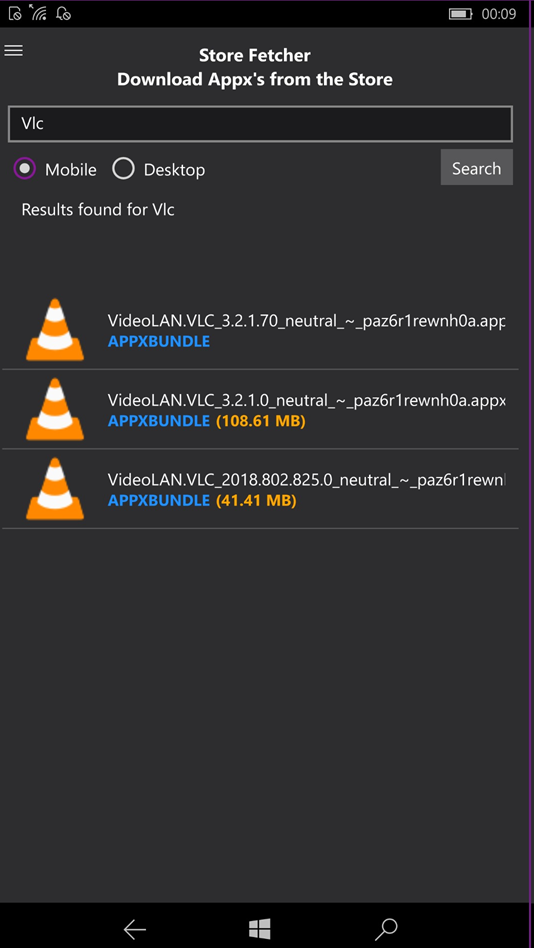 00:09
Store Fetcher
Download Appx's from the Store
Vlc
Mobile Desktop Search
Results found for Vlc
VideoLAN.VLC_3.2.1.70_neutral_~_paz6r1rewnh0a.app
APPXBUNDLE
VideoLAN.VLC_3.2.1.0_neutral_~_paz6r1rewnh0a.appx
APPXBUNDLE (108.61 MB)
VideoLAN.VLC_2018.802.825.0_neutral_~_paz6r1rewnl
APPXBUNDLE (41.41 MB)